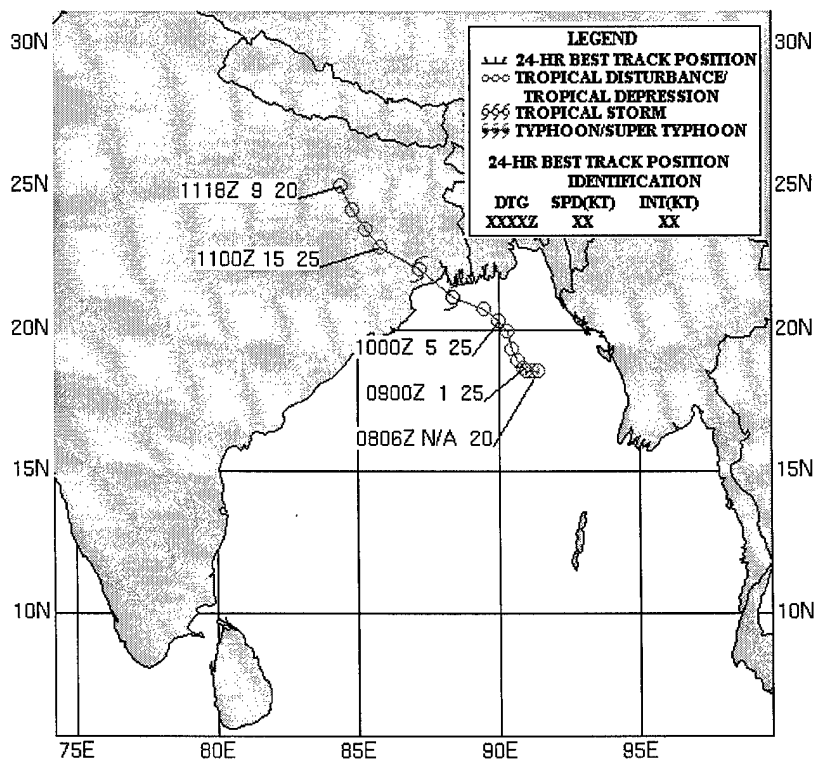 30N
30N
LEGEND
24-HR BEST TRACK POSITION
TROPICAL DISTURBANCE/
TROPICAL DEPRESSION
TROPICAL STORM
TYPHOON/SUPER TYPHOON
24-HR BEST TRACK POSITION
IDENTIFICATION
DTG SPD(KT) INT(KT)
XXXXZ XX XX
25N
25N
1118Z 9 20
1100Z 15 25
20N
20N
1000Z 5 25
0900Z 1 25
0806Z N/A 20
15N
15N
10N
10N
75E 80E 85E 90E 95E